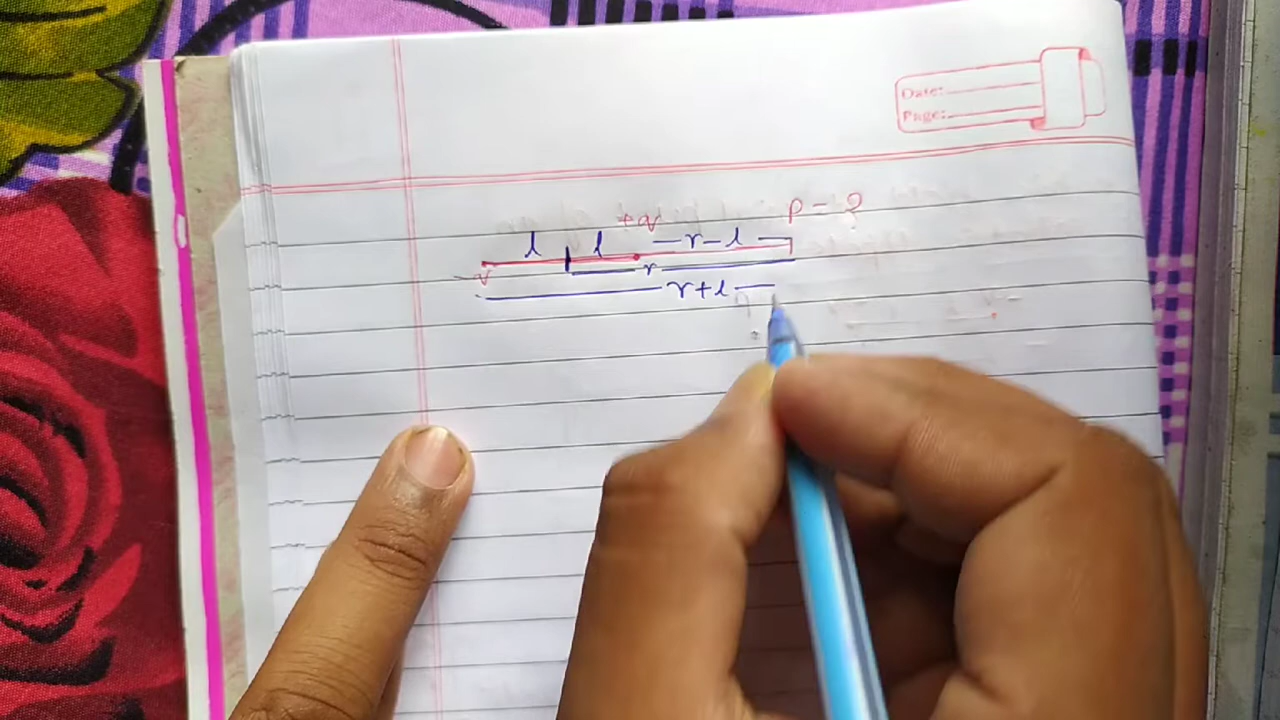 Date:
Page:
+q P - ?
l l r-l
-q r
r+l